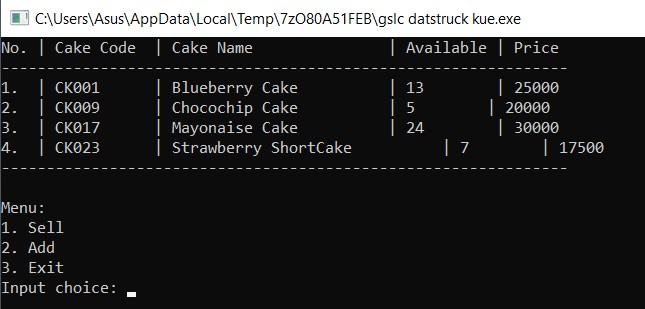 C:\Users\Asus\AppData\Local\Temp\7zO80A51FEB\gslc datstruck kue.exe
No. | Cake Code | Cake Name | Available | Price
---------------------------------------------------------------
1. | CK001 | Blueberry Cake | 13 | 25000
2. | CK009 | Chocochip Cake | 5 | 20000
3. | CK017 | Mayonaise Cake | 24 | 30000
4. | CK023 | Strawberry ShortCake | 7 | 17500
---------------------------------------------------------------
Menu:
1. Sell
2. Add
3. Exit
Input choice: _